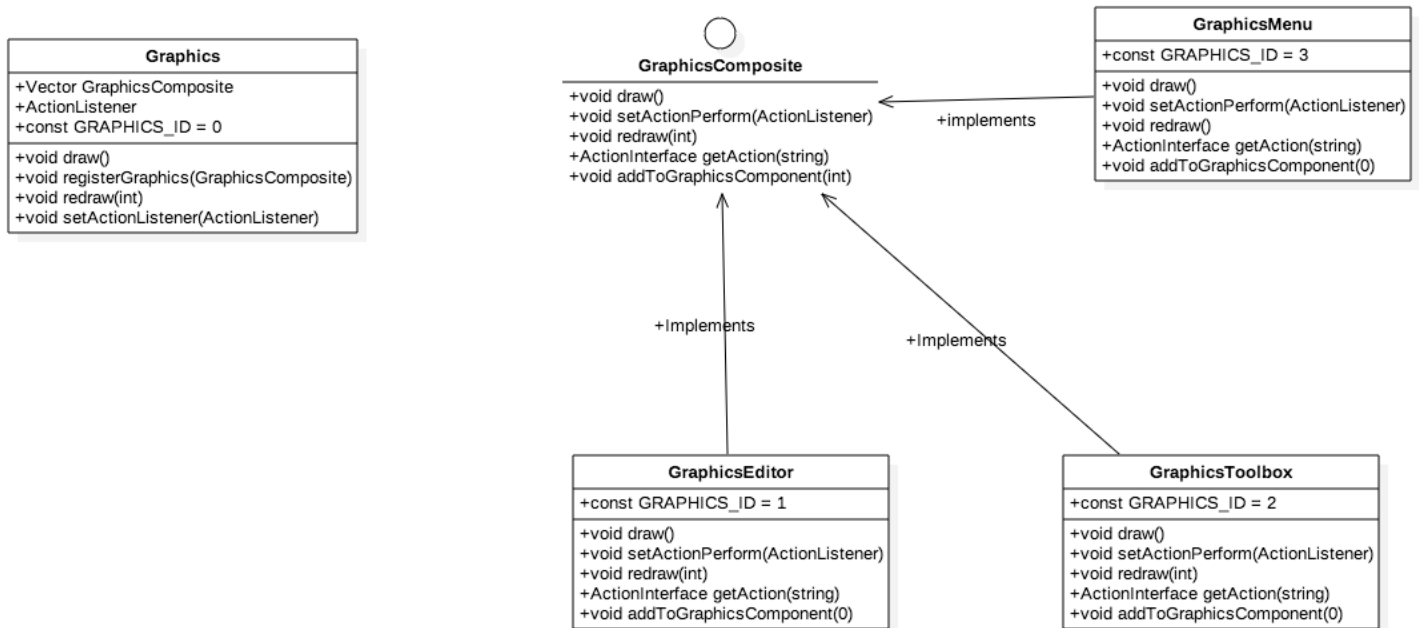 Graphics
+Vector GraphicsComposite
+ActionListener
+const GRAPHICS_ID = 0
+void draw()
+void registerGraphics(GraphicsComposite)
+void redraw(int)
+void setActionListener(ActionListener)
GraphicsComposite
+void draw()
+void setActionPerform(ActionListener)
+void redraw(int)
+ActionInterface getAction(string)
+void addToGraphicsComponent(int)
+implements
GraphicsMenu
+const GRAPHICS_ID = 3
+void draw()
+void setActionPerform(ActionListener)
+void redraw()
+ActionInterface getAction(string)
+void addToGraphicsComponent(0)
+Implements
+Implements
GraphicsEditor
+const GRAPHICS_ID = 1
+void draw()
+void setActionPerform(ActionListener)
+void redraw(int)
+ActionInterface getAction(string)
+void addToGraphicsComponent(0)
GraphicsToolbox
+const GRAPHICS_ID = 2
+void draw()
+void setActionPerform(ActionListener)
+void redraw(int)
+ActionInterface getAction(string)
+void addToGraphicsComponent(0)